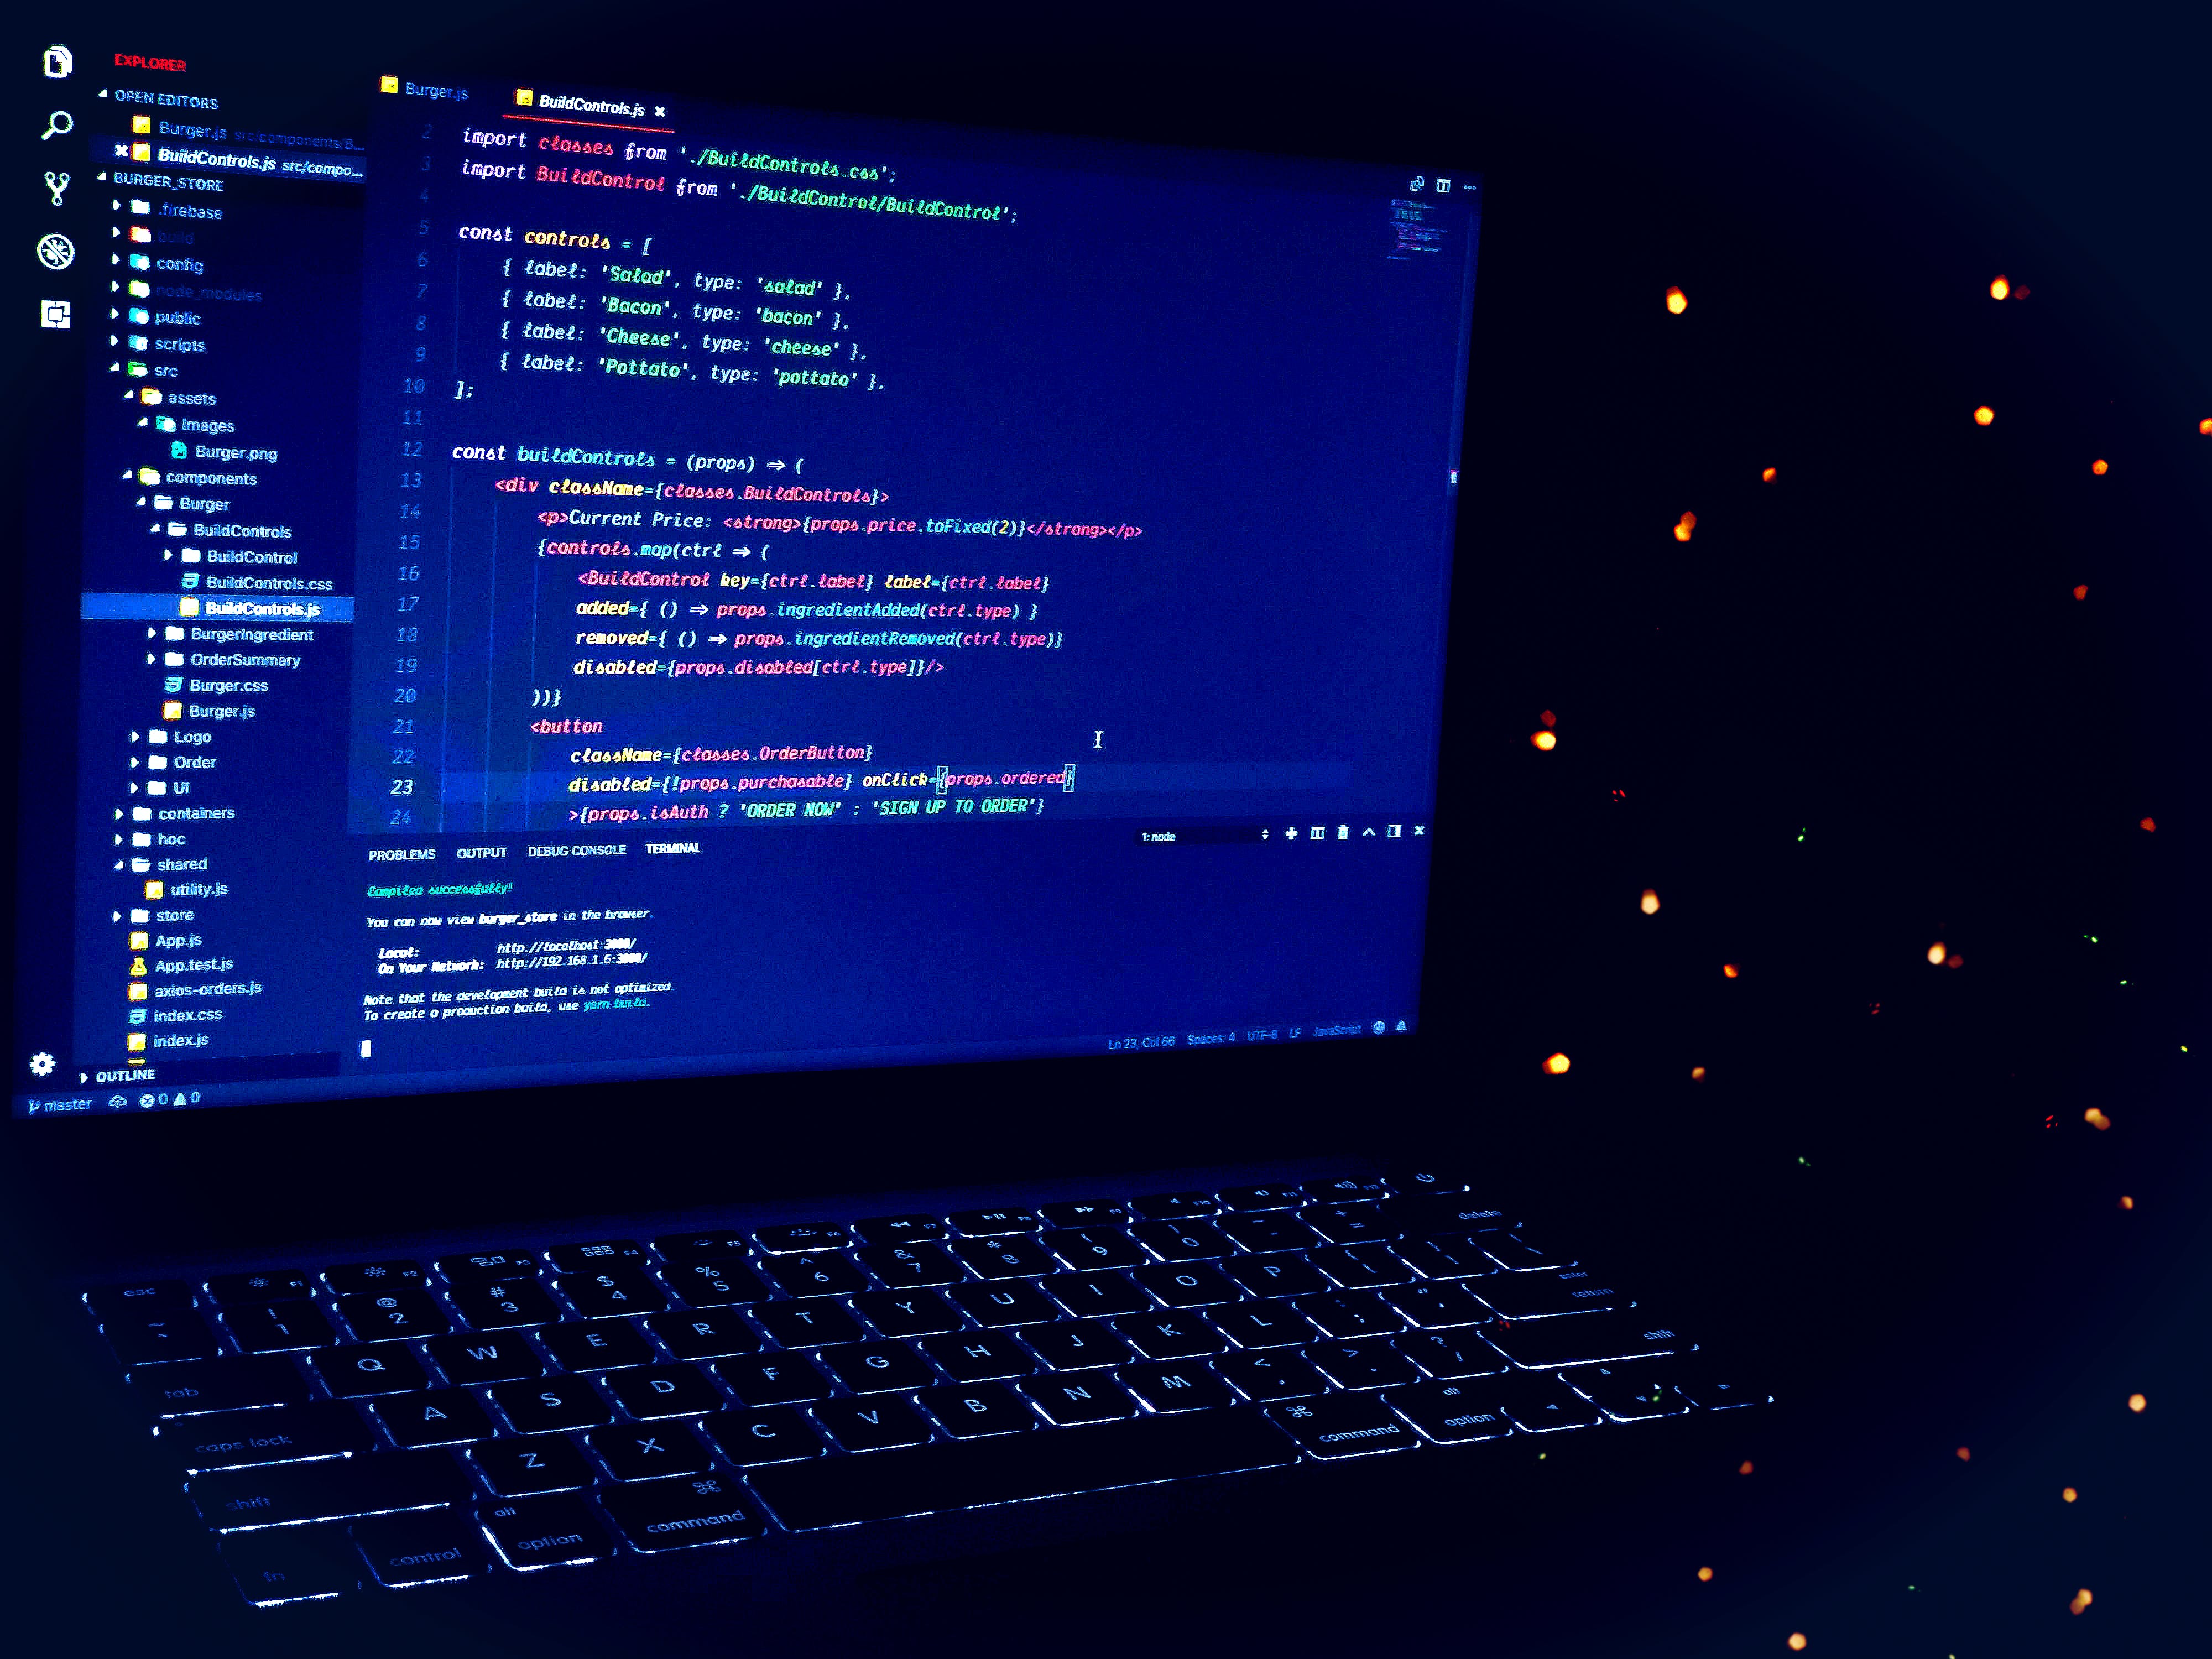 EXPLORER
OPEN EDITORS
Burger.js src/components/B...
BuildControls.js src/compo...
BURGER_STORE
.firebase
build
config
node_modules
public
scripts
src
assets
Images
Burger.png
components
Burger
BuildControls
BuildControl
BuildControls.css
BuildControls.js
BurgerIngredient
OrderSummary
Burger.css
Burger.js
Logo
Order
UI
containers
hoc
shared
utility.js
store
App.js
App.test.js
axios-orders.js
index.css
index.js
OUTLINE
master 0 0
Burger.js BuildControls.js
2 import classes from './BuildControls.css';
3 import BuildControl from './BuildControl/BuildControl';
4
5 const controls = [
6 { label: 'Salad', type: 'salad' },
7 { label: 'Bacon', type: 'bacon' },
8 { label: 'Cheese', type: 'cheese' },
9 { label: 'Pottato', type: 'pottato' },
10 ];
11
12 const buildControls = (props) => (
13 <div className={classes.BuildControls}>
14 <p>Current Price: <strong>{props.price.toFixed(2)}</strong></p>
15 {controls.map(ctrl => (
16 <BuildControl key={ctrl.label} label={ctrl.label}
17 added={ () => props.ingredientAdded(ctrl.type) }
18 removed={ () => props.ingredientRemoved(ctrl.type)}
19 disabled={props.disabled[ctrl.type]}/>
20 ))}
21 <button
22 className={classes.OrderButton}
23 disabled={!props.purchasable} onClick={props.ordered}
24 >{props.isAuth ? 'ORDER NOW' : 'SIGN UP TO ORDER'}
PROBLEMS OUTPUT DEBUG CONSOLE TERMINAL 1: node
Compiled successfully!
You can now view burger_store in the browser.
Local: http://localhost:3000/
On Your Network: http://192.168.1.6:3000/
Note that the development build is not optimized.
To create a production build, use yarn build.
Ln 23, Col 66 Spaces: 4 UTF-8 LF JavaScript
esc F1 F2 F3 F4 F5 F6 F7 F8 F9 F10 F11 F12
~ ` ! 1 @ 2 # 3 $ 4 % 5 ^ 6 & 7 * 8 ( 9 ) 0 _ - + = delete
tab Q W E R T Y U I O P { [ } ] | \
caps lock A S D F G H J K L : ; " ' enter return
shift Z X C V B N M < , > . ? / shift
fn control alt option ⌘ command ⌘ command alt option